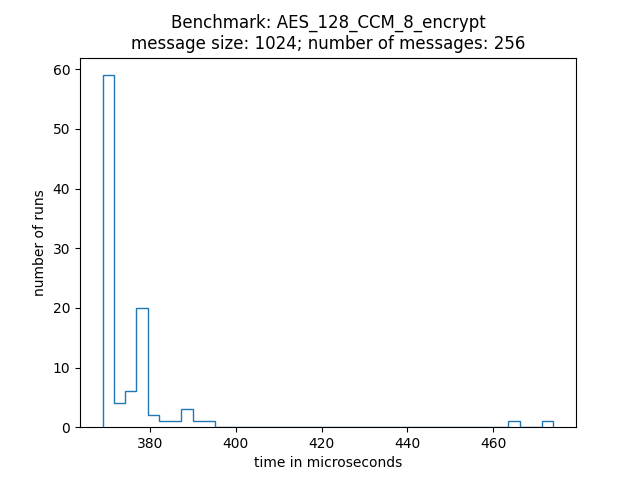 Benchmark: AES_128_CCM_8_encrypt
message size: 1024; number of messages: 256
60
50
40
30
20
10
0
number of runs
380 400 420 440 460
time in microseconds